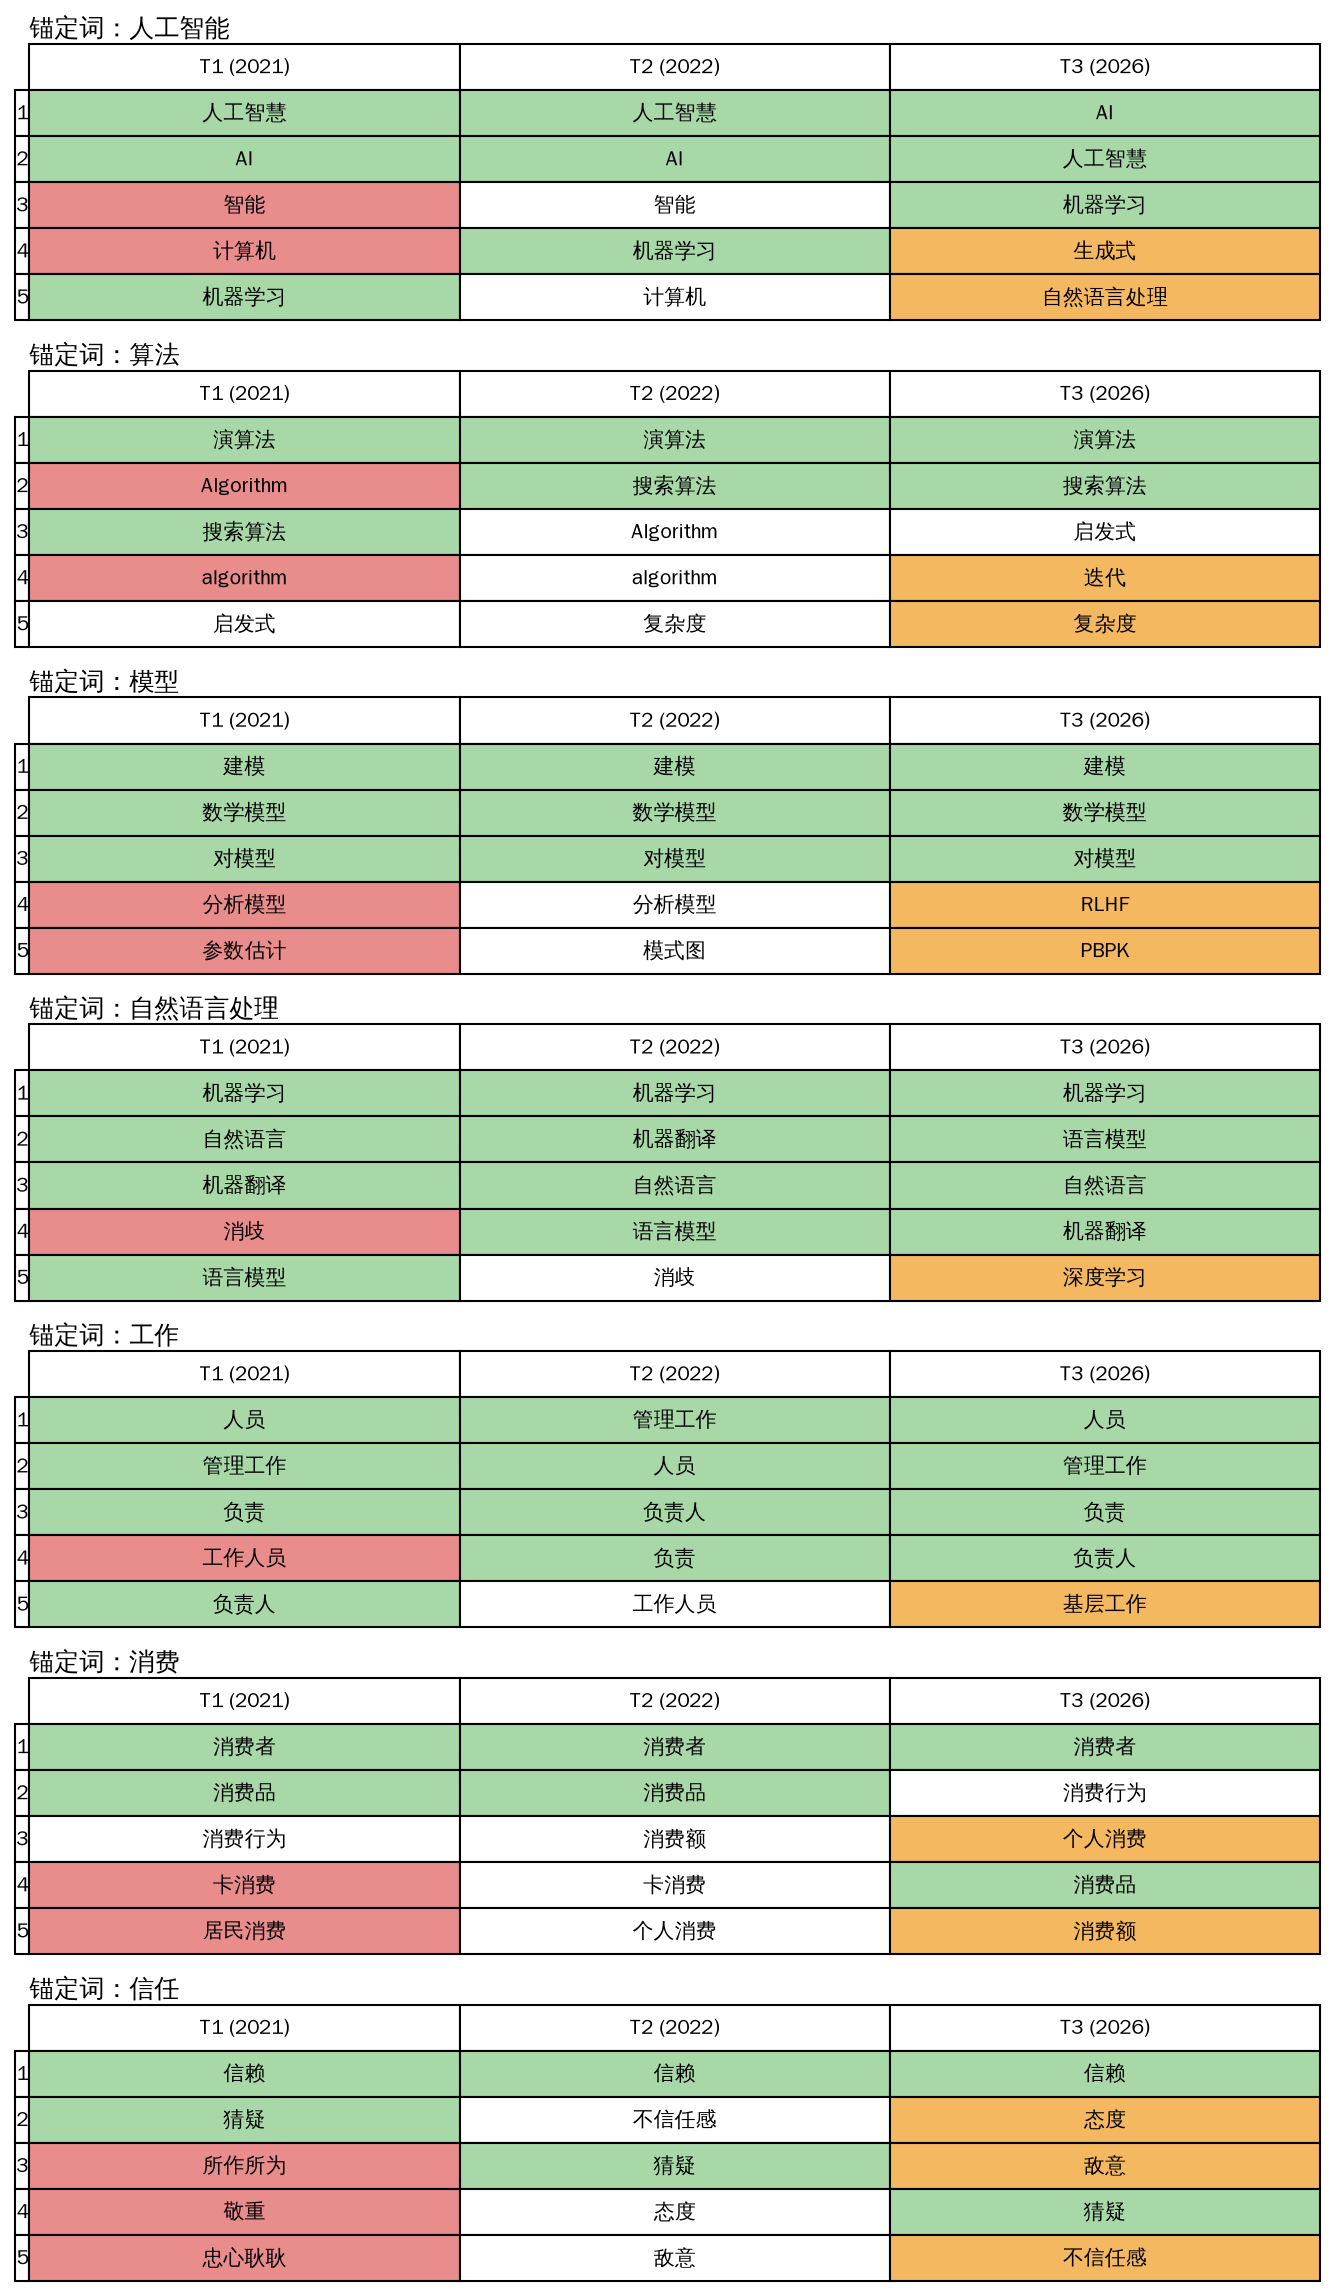 锚定词：人工智能
T1 (2021) T2 (2022) T3 (2026)
1 人工智慧 人工智慧 AI
2 AI AI 人工智慧
3 智能 智能 机器学习
4 计算机 机器学习 生成式
5 机器学习 计算机 自然语言处理
锚定词：算法
T1 (2021) T2 (2022) T3 (2026)
1 演算法 演算法 演算法
2 Algorithm 搜索算法 搜索算法
3 搜索算法 Algorithm 启发式
4 algorithm algorithm 迭代
5 启发式 复杂度 复杂度
锚定词：模型
T1 (2021) T2 (2022) T3 (2026)
1 建模 建模 建模
2 数学模型 数学模型 数学模型
3 对模型 对模型 对模型
4 分析模型 分析模型 RLHF
5 参数估计 模式图 PBPK
锚定词：自然语言处理
T1 (2021) T2 (2022) T3 (2026)
1 机器学习 机器学习 机器学习
2 自然语言 机器翻译 语言模型
3 机器翻译 自然语言 自然语言
4 消歧 语言模型 机器翻译
5 语言模型 消歧 深度学习
锚定词：工作
T1 (2021) T2 (2022) T3 (2026)
1 人员 管理工作 人员
2 管理工作 人员 管理工作
3 负责 负责人 负责
4 工作人员 负责 负责人
5 负责人 工作人员 基层工作
锚定词：消费
T1 (2021) T2 (2022) T3 (2026)
1 消费者 消费者 消费者
2 消费品 消费品 消费行为
3 消费行为 消费额 个人消费
4 卡消费 卡消费 消费品
5 居民消费 个人消费 消费额
锚定词：信任
T1 (2021) T2 (2022) T3 (2026)
1 信赖 信赖 信赖
2 猜疑 不信任感 态度
3 所作所为 猜疑 敌意
4 敬重 态度 猜疑
5 忠心耿耿 敌意 不信任感